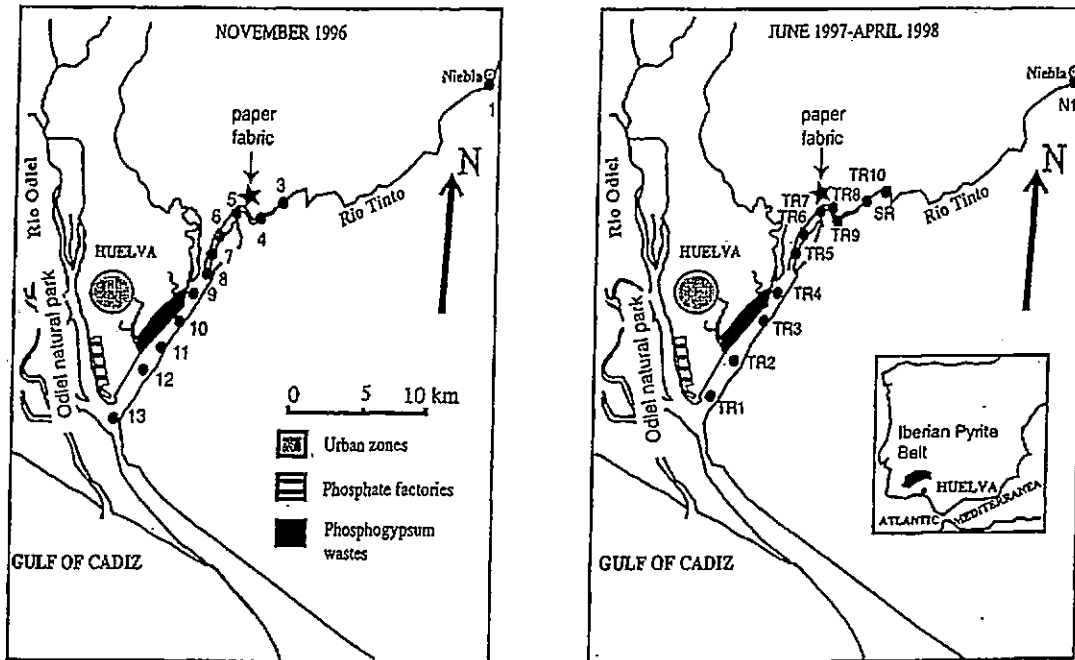 NOVEMBER 1996
Niebla
1
paper
fabric
N
Rio Odiel
3
5
4
6
Rio Tinto
HUELVA
7
8
9
10
11
12
13
Odiel natural park
0 5 10 km
Urban zones
Phosphate factories
Phosphogypsum
wastes
GULF OF CADIZ
JUNE 1997-APRIL 1998
Niebla
N1
paper
fabric
N
Rio Odiel
TR10
TR7
TR8
TR6
SR
Rio Tinto
TR9
HUELVA
TR5
TR4
TR3
Odiel natural park
TR2
TR1
Iberian Pyrite
Belt
HUELVA
ATLANTIC
MEDITERRANEA
GULF OF CADIZ